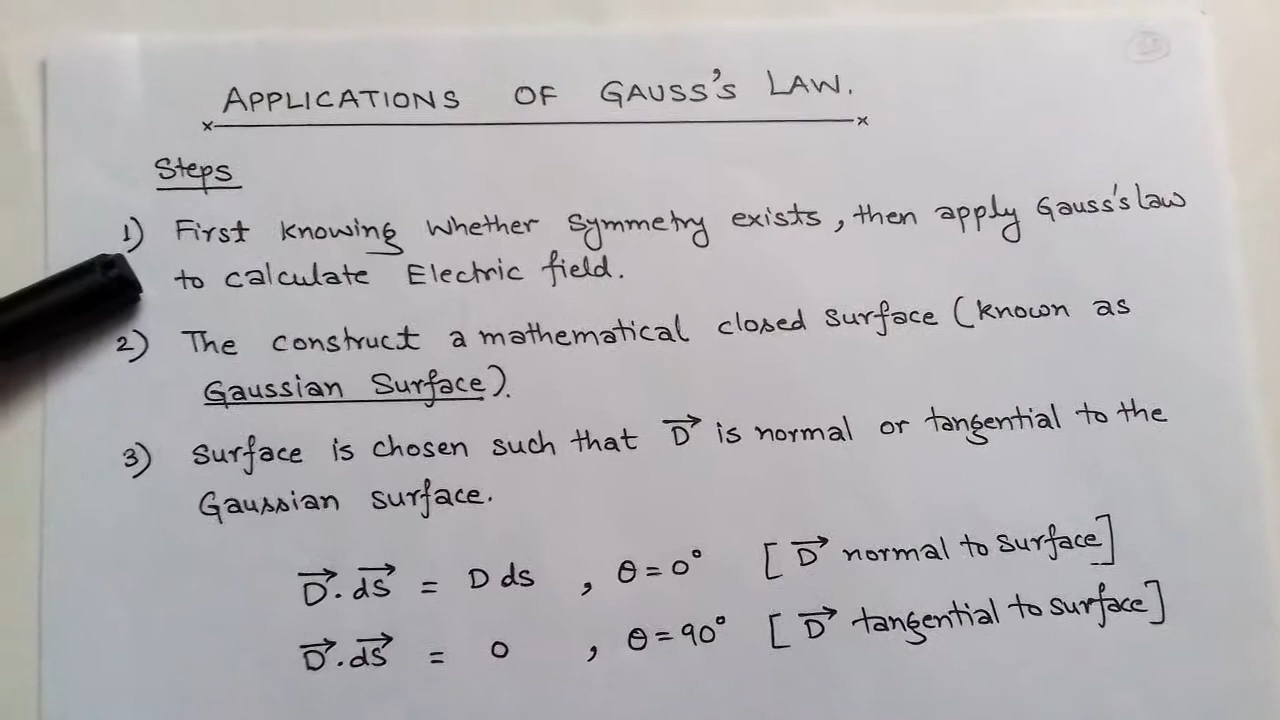 APPLICATIONS OF GAUSS'S LAW.
Steps
1) First knowing whether symmetry exists, then apply Gauss's law
to calculate Electric field.
2) The construct a mathematical closed surface (known as
Gaussian Surface).
3) Surface is chosen such that D⃗ is normal or tangential to the
Gaussian surface.
D⃗. d⃗s = D ds , θ = 0° [D⃗ normal to surface]
D⃗. d⃗s = 0 , θ = 90° [D⃗ tangential to surface]